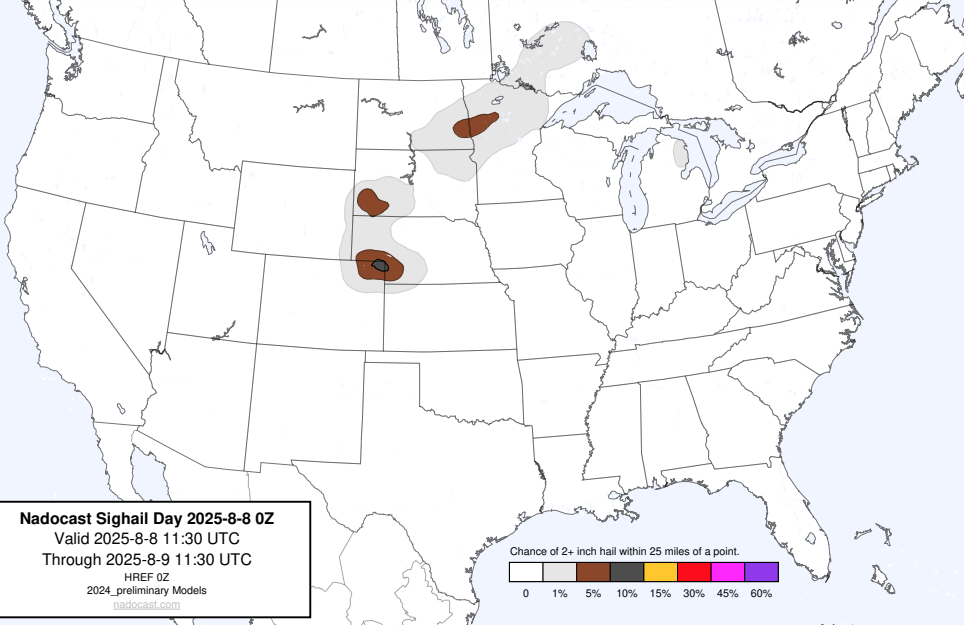 Nadocast Sighail Day 2025-8-8 0Z
Valid 2025-8-8 11:30 UTC
Through 2025-8-9 11:30 UTC
HREF 0Z
2024_preliminary Models
nadocast.com
Chance of 2+ inch hail within 25 miles of a point.
0 1% 5% 10% 15% 30% 45% 60%